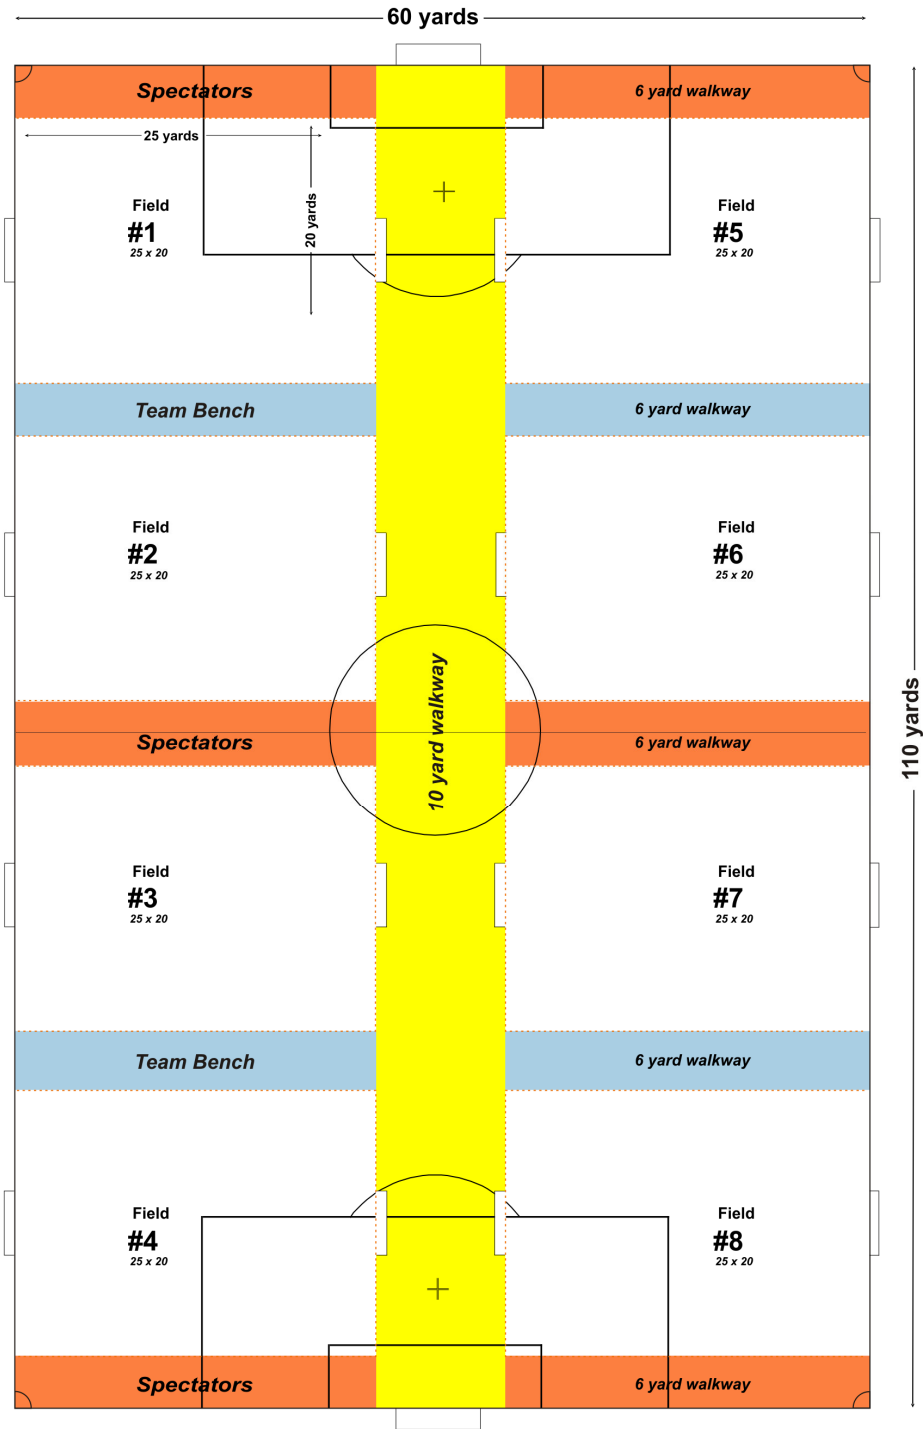 60 yards
Spectators
6 yard walkway
25 yards
20 yards
Field
#1
25 x 20
Field
#5
25 x 20
Team Bench
6 yard walkway
Field
#2
25 x 20
Field
#6
25 x 20
10 yard walkway
110 yards
Spectators
6 yard walkway
Field
#3
25 x 20
Field
#7
25 x 20
Team Bench
6 yard walkway
Field
#4
25 x 20
Field
#8
25 x 20
Spectators
6 yard walkway